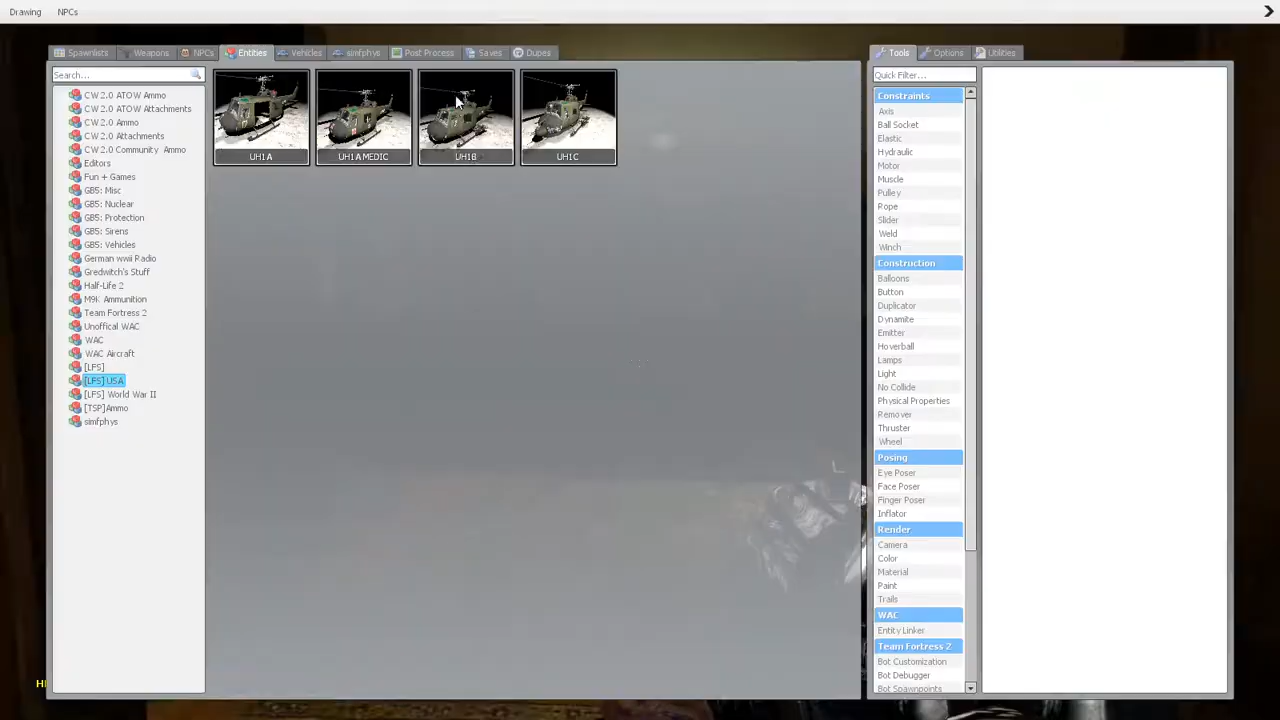 Drawing NPCs
Spawnlists Weapons NPCs Entities Vehicles simfphys Post Process Saves Dupes
Tools Options Utilities
Search...
CW 2.0 ATOW Ammo
CW 2.0 ATOW Attachments
CW 2.0 Ammo
CW 2.0 Attachments
CW 2.0 Community Ammo
Editors
Fun + Games
GB5: Misc
GB5: Nuclear
GB5: Protection
GB5: Sirens
GB5: Vehicles
German wwii Radio
Gredwitch's Stuff
Half-Life 2
M9K Ammunition
Team Fortress 2
Unoffical WAC
WAC
WAC Aircraft
[LFS]
[LFS] USA
[LFS] World War II
[TSP]Ammo
simfphys
UH1A UH1A MEDIC UH1B UH1C
Quick Filter...
Constraints
Axis
Ball Socket
Elastic
Hydraulic
Motor
Muscle
Pulley
Rope
Slider
Weld
Winch
Construction
Balloons
Button
Duplicator
Dynamite
Emitter
Hoverball
Lamps
Light
No Collide
Physical Properties
Remover
Thruster
Wheel
Posing
Eye Poser
Face Poser
Finger Poser
Inflator
Render
Camera
Color
Material
Paint
Trails
WAC
Entity Linker
Team Fortress 2
Bot Customization
Bot Debugger
Bot Spawnpoints